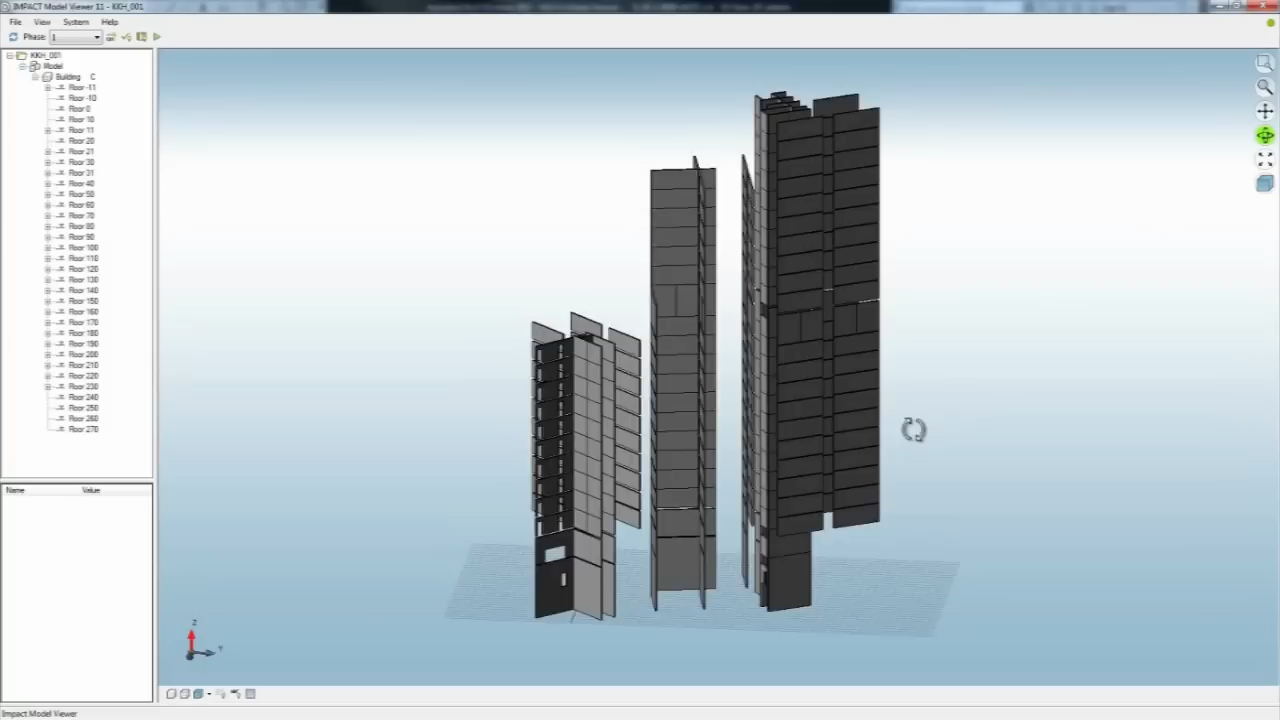 IMPACT Model Viewer 11 - KKH_001
File View System Help
Phase: 1
KKH_001
Model
Building C
Floor -11
Floor -10
Floor 0
Floor 10
Floor 11
Floor 20
Floor 21
Floor 30
Floor 31
Floor 40
Floor 50
Floor 60
Floor 70
Floor 80
Floor 90
Floor 100
Floor 110
Floor 120
Floor 130
Floor 140
Floor 150
Floor 160
Floor 170
Floor 180
Floor 190
Floor 200
Floor 210
Floor 220
Floor 230
Floor 240
Floor 250
Floor 260
Floor 270
Name Value
Z
Y
Impact Model Viewer